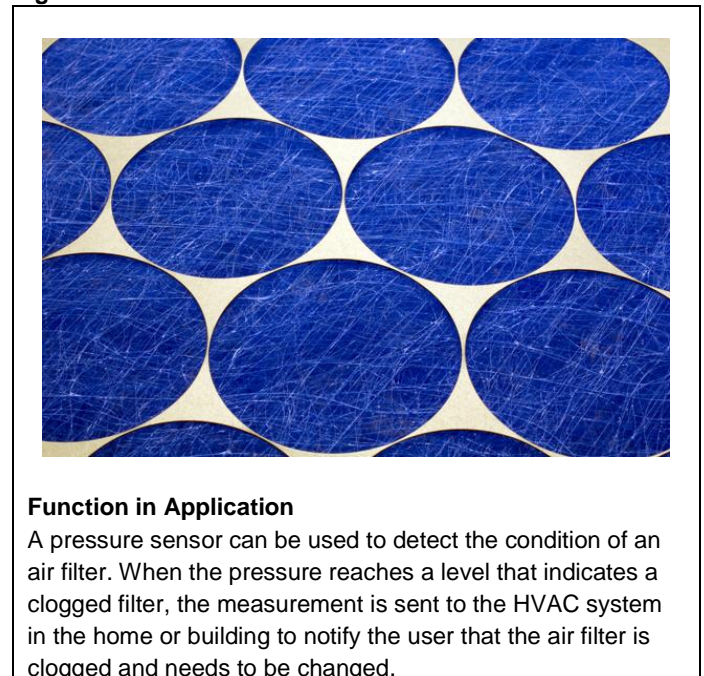 Function in Application
A pressure sensor can be used to detect the condition of an
air filter. When the pressure reaches a level that indicates a
clogged filter, the measurement is sent to the HVAC system
in the home or building to notify the user that the air filter is
clogged and needs to be changed.